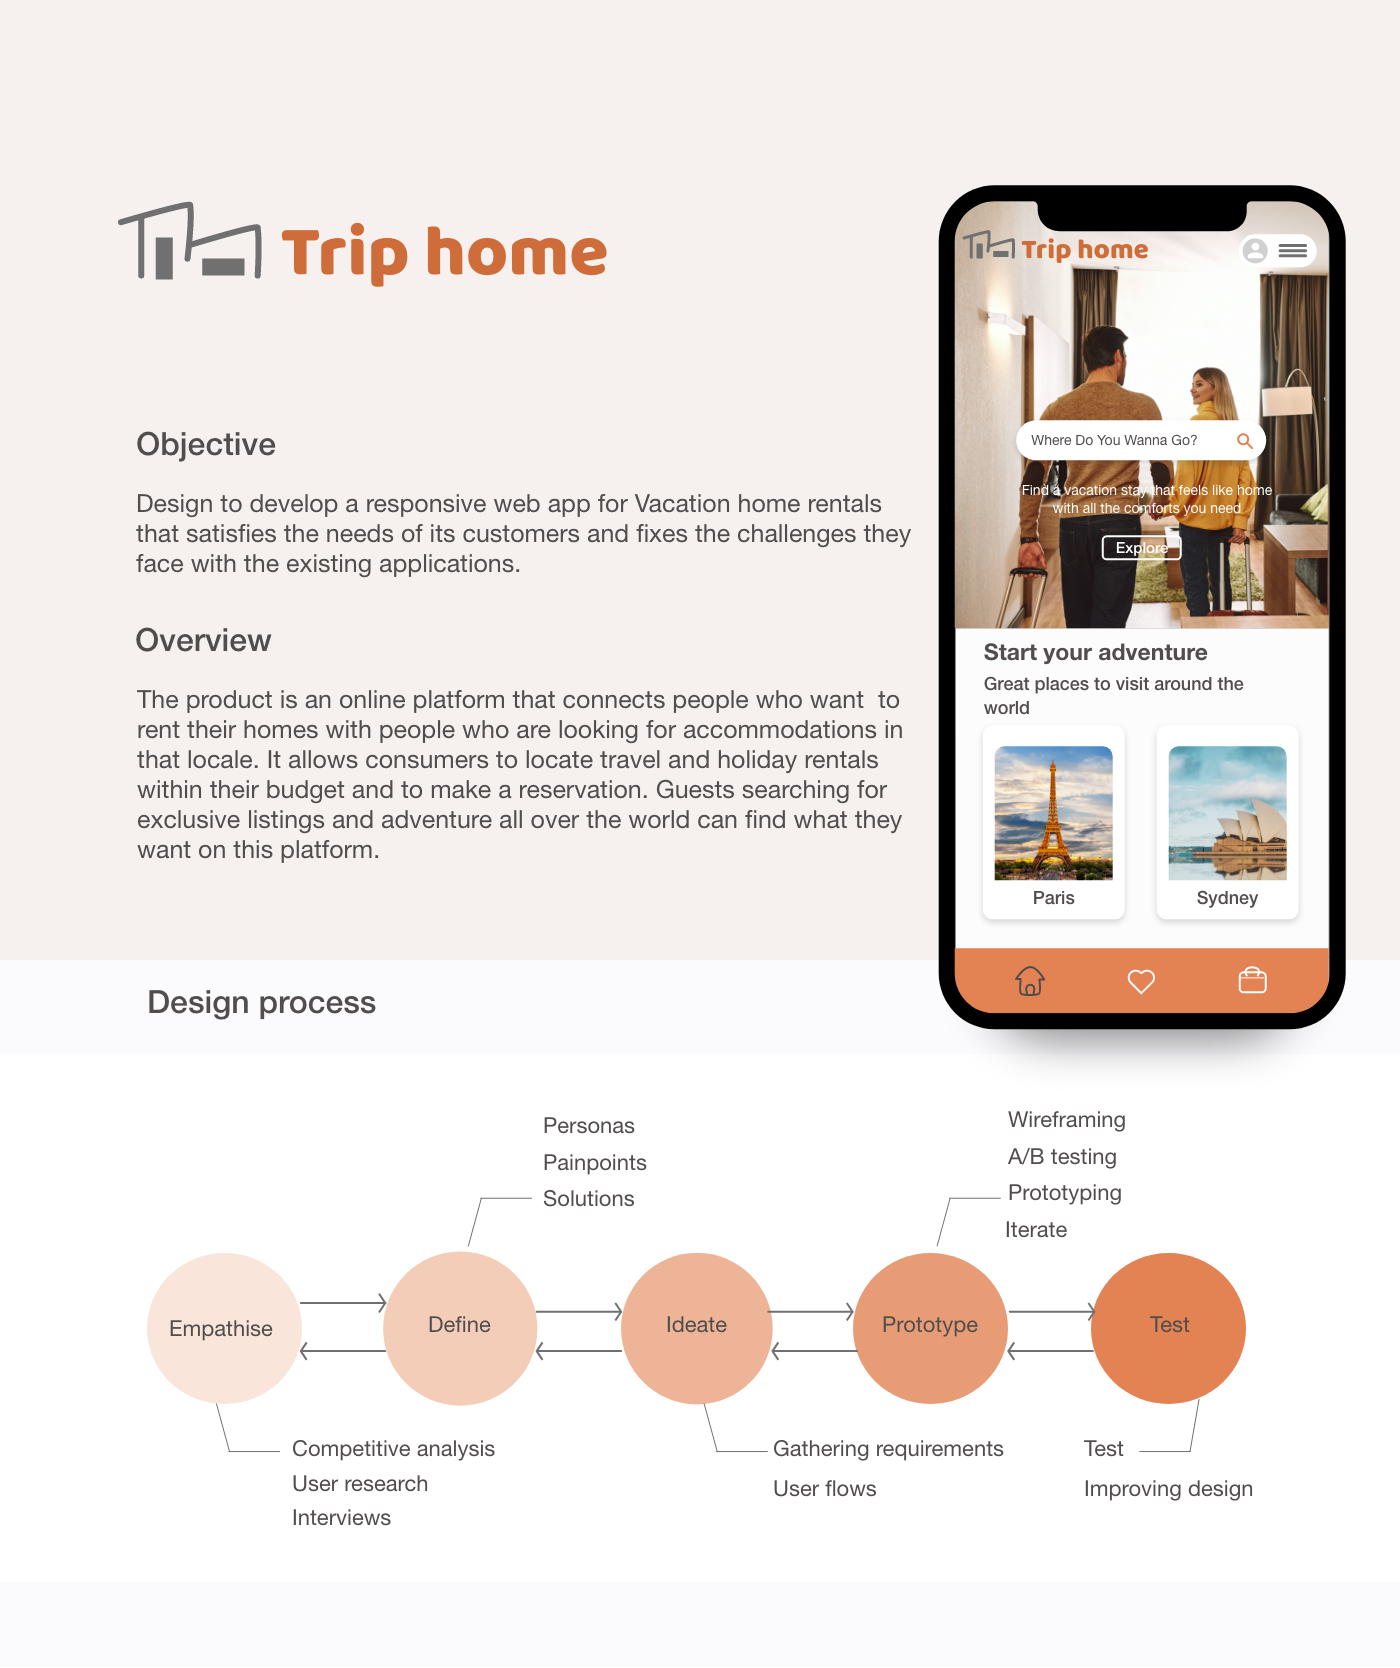 Trip home
Objective
Design to develop a responsive web app for Vacation home rentals
that satisfies the needs of its customers and fixes the challenges they
face with the existing applications.
Overview
The product is an online platform that connects people who want  to
rent their homes with people who are looking for accommodations in
that locale. It allows consumers to locate travel and holiday rentals
within their budget and to make a reservation. Guests searching for
exclusive listings and adventure all over the world can find what they
want on this platform.
Trip home
Where Do You Wanna Go?
Find a vacation stay that feels like home
with all the comforts you need
Explore
Start your adventure
Great places to visit around the
world
Paris
Sydney
Design process
Personas
Painpoints
Solutions
Wireframing
A/B testing
Prototyping
Iterate
Empathise
Define
Ideate
Prototype
Test
Competitive analysis
User research
Interviews
Gathering requirements
User flows
Test
Improving design